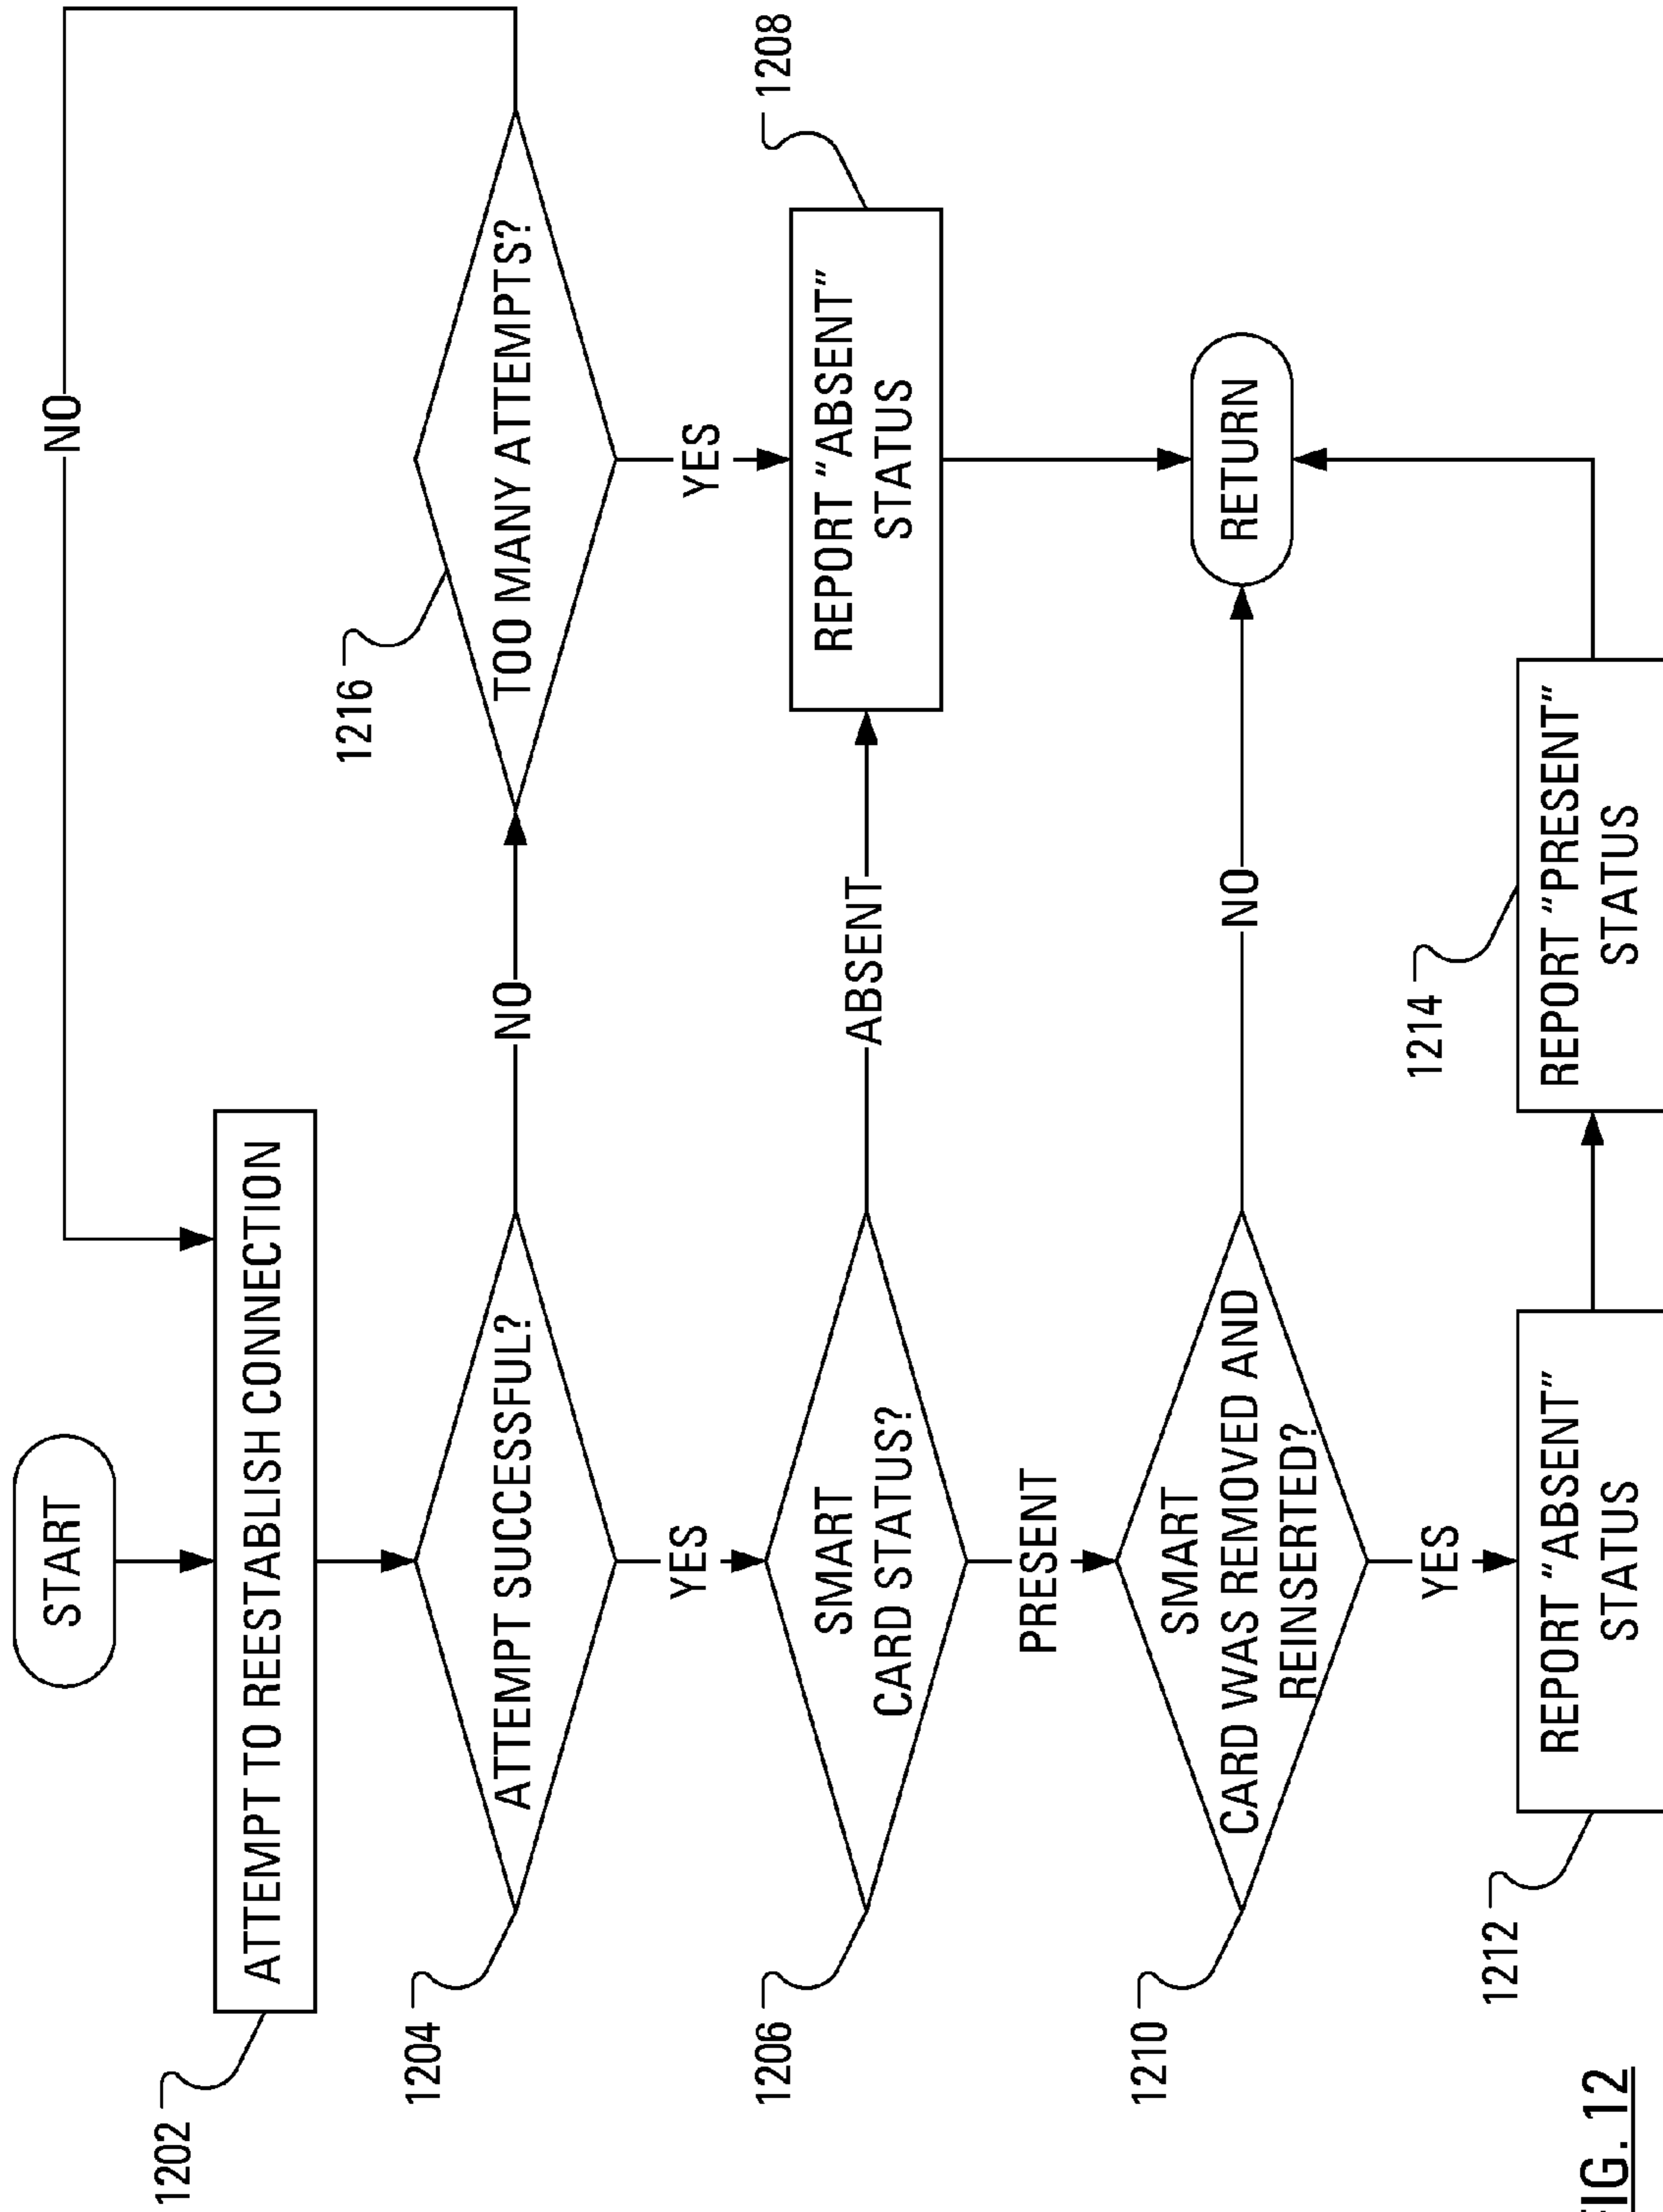 START
1202
ATTEMPT TO REESTABLISH CONNECTION
NO
1204
ATTEMPT SUCCESSFUL?
NO
1216
TOO MANY ATTEMPTS?
YES
YES
1206
SMART
CARD STATUS?
ABSENT
1208
REPORT "ABSENT"
STATUS
PRESENT
1210
SMART
CARD WAS REMOVED AND
REINSERTED?
NO
RETURN
YES
1212
REPORT "ABSENT"
STATUS
1214
REPORT "PRESENT"
STATUS
FIG. 12